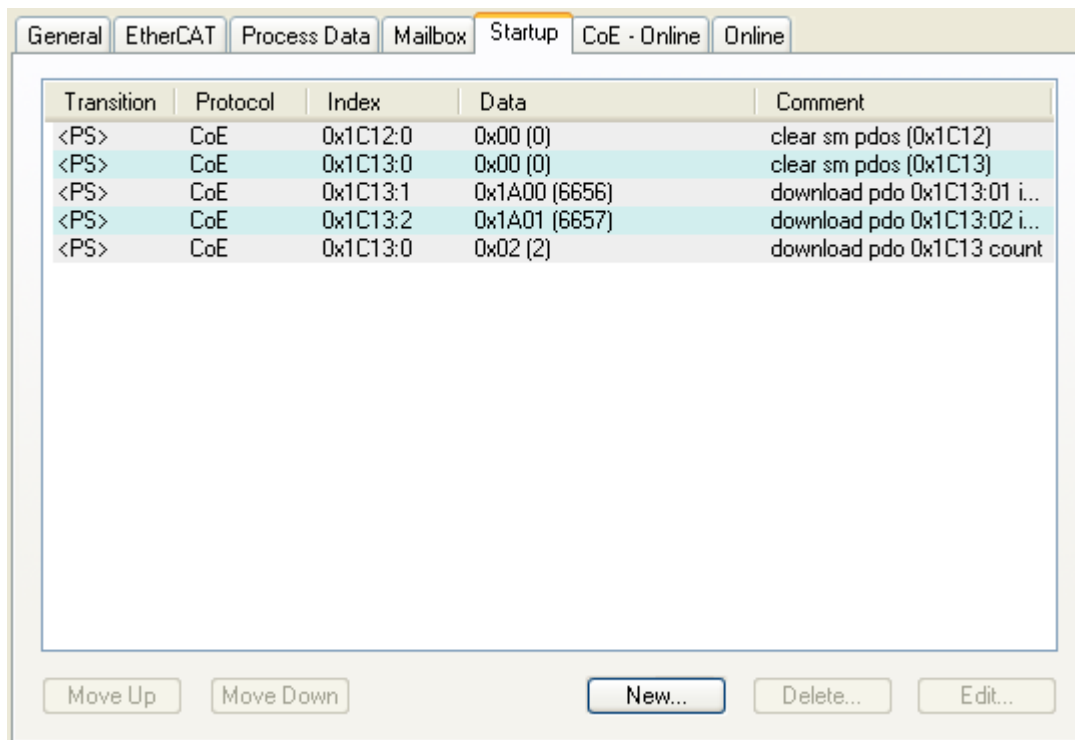 General EtherCAT Process Data Mailbox Startup CoE - Online Online
Transition Protocol Index Data Comment
<PS> CoE 0x1C12:0 0x00 (0) clear sm pdos (0x1C12)
<PS> CoE 0x1C13:0 0x00 (0) clear sm pdos (0x1C13)
<PS> CoE 0x1C13:1 0x1A00 (6656) download pdo 0x1C13:01 i...
<PS> CoE 0x1C13:2 0x1A01 (6657) download pdo 0x1C13:02 i...
<PS> CoE 0x1C13:0 0x02 (2) download pdo 0x1C13 count
Move Up Move Down New... Delete... Edit...